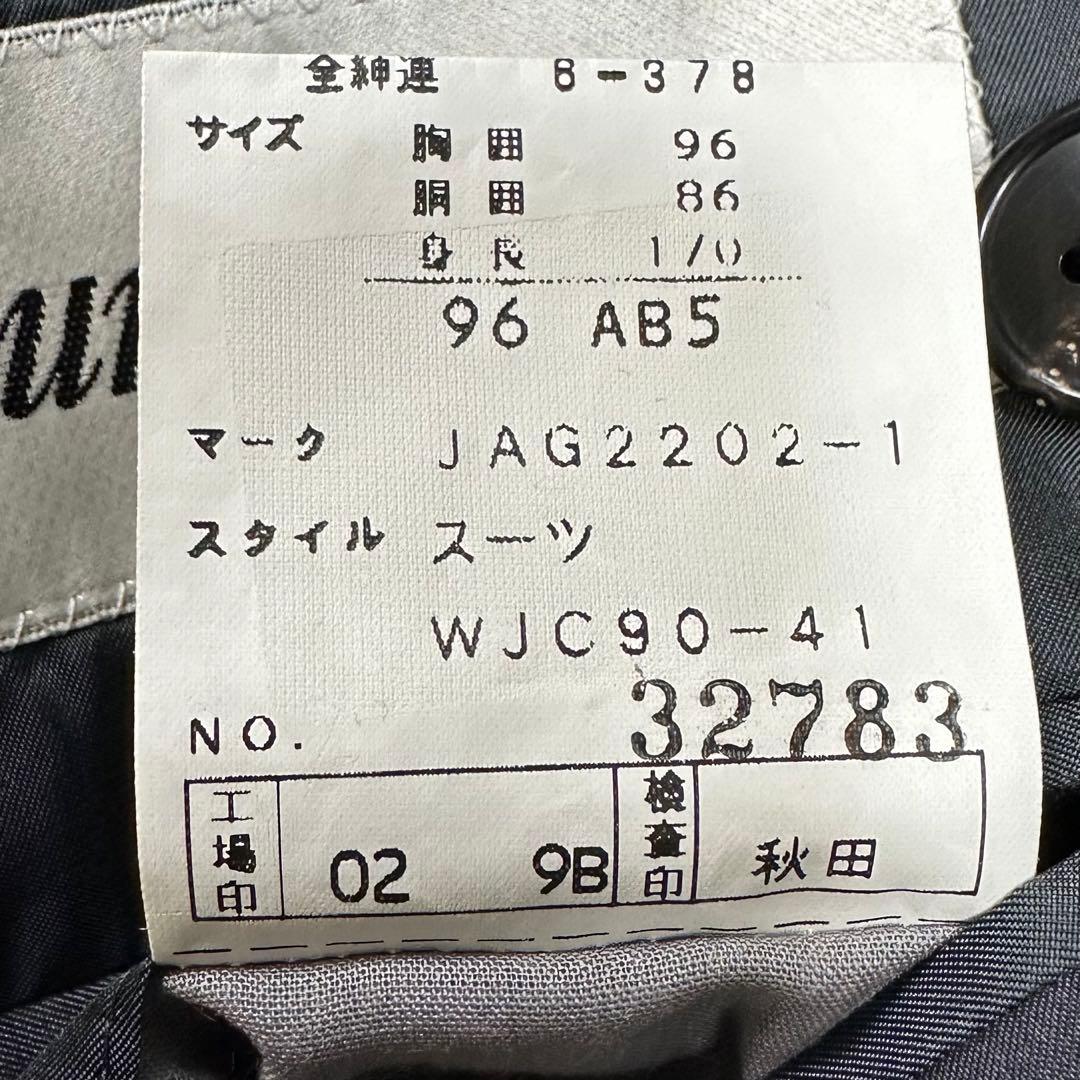 全紳連 B-378
サイズ 胸囲 96
胴囲 86
身長 170
96 AB5
マーク JAG2202-1
スタイル スーツ
WJC90-41
NO. 32783
工場印 02 9B 検査印 秋田